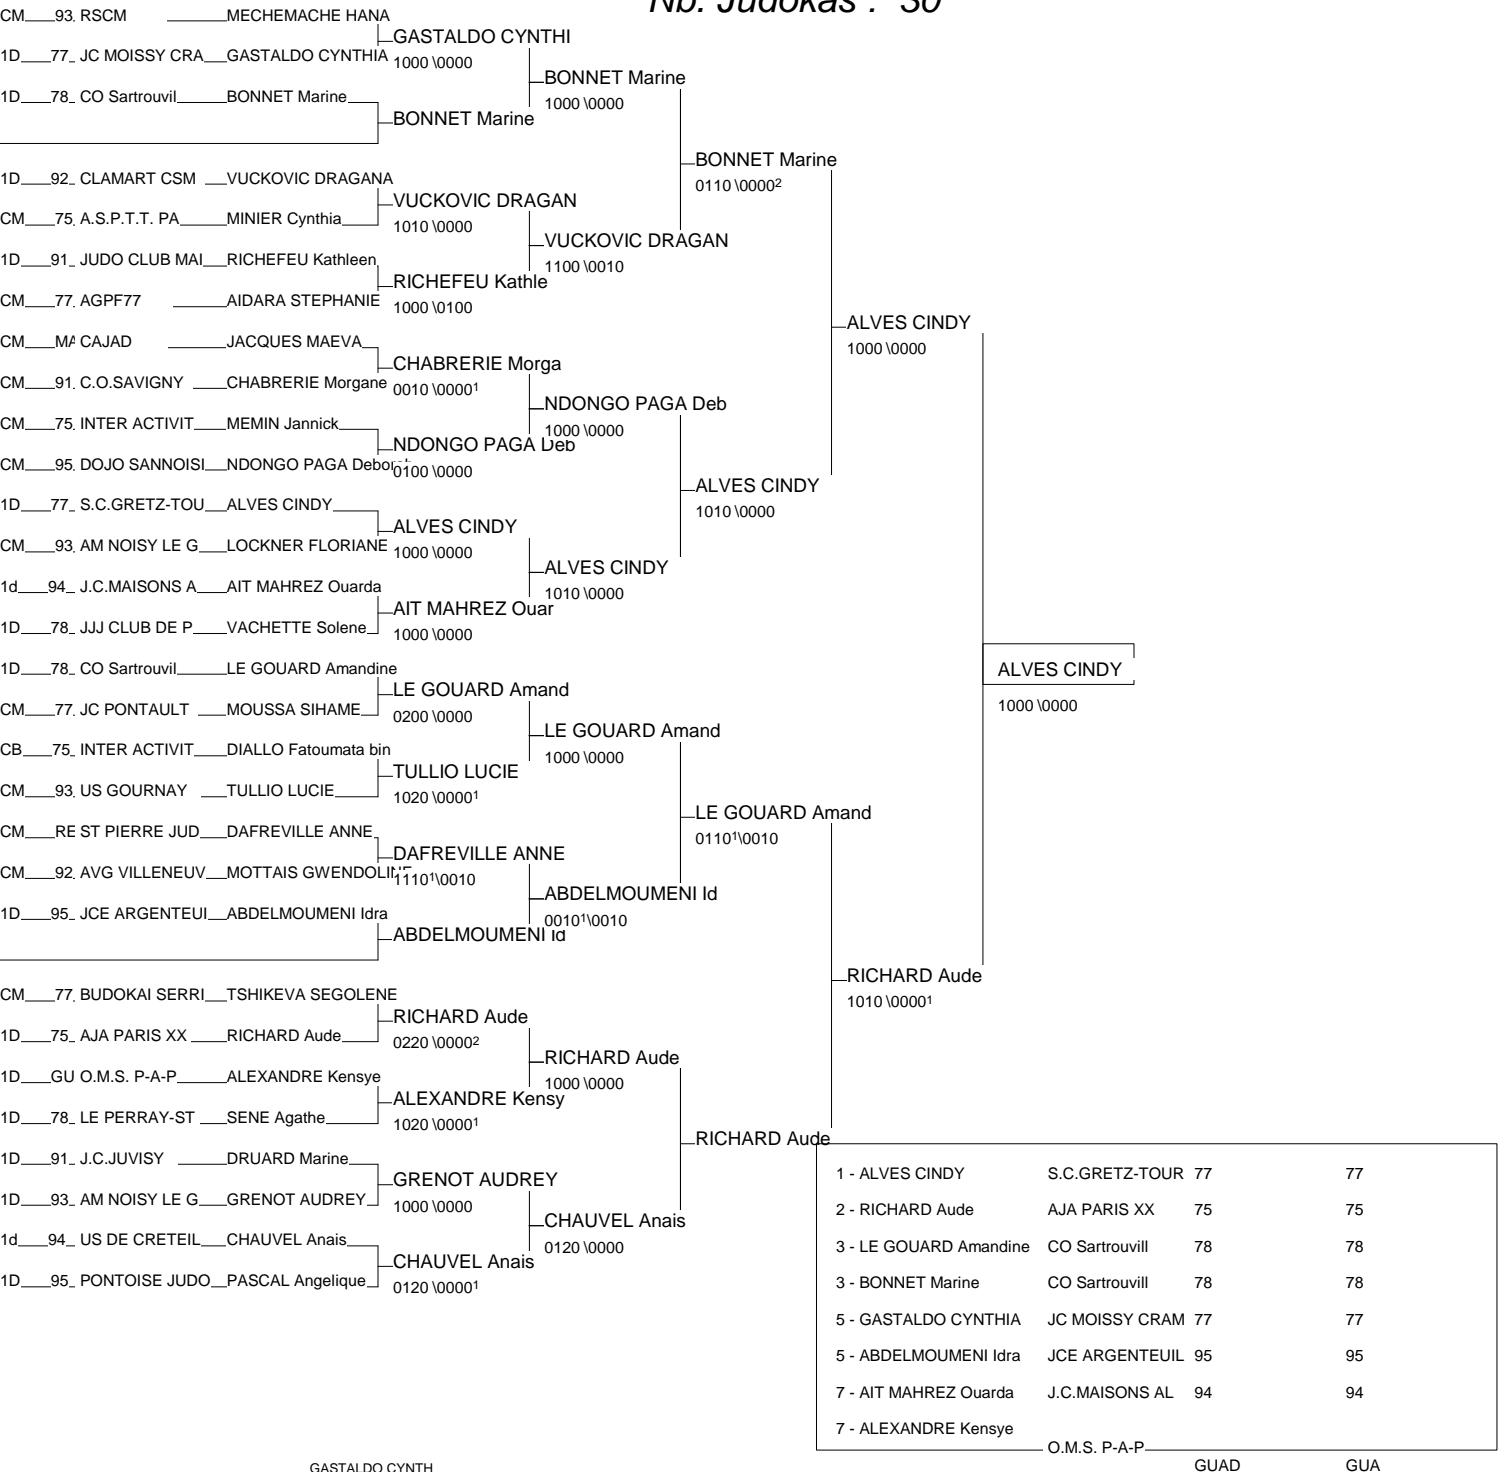 Nb. Judokas : 30
CM 93 RSCM MECHEMACHE HANA
GASTALDO CYNTHI
1D 77 JC MOISSY CRA GASTALDO CYNTHIA 1000 \0000
BONNET Marine
1D 78 CO Sartrouvil BONNET Marine 1000 \0000
BONNET Marine
BONNET Marine
1D 92 CLAMART CSM VUCKOVIC DRAGANA 0110 \0000²
VUCKOVIC DRAGAN
CM 75 A.S.P.T.T. PA MINIER Cynthia 1010 \0000
VUCKOVIC DRAGAN
1D 91 JUDO CLUB MAI RICHEFEU Kathleen 1100 \0010
RICHEFEU Kathle
CM 77 AGPF77 AIDARA STEPHANIE 1000 \0100
ALVES CINDY
CM MA CAJAD JACQUES MAEVA 1000 \0000
CHABRERIE Morga
CM 91 C.O.SAVIGNY CHABRERIE Morgane 0010 \0000¹
NDONGO PAGA Deb
CM 75 INTER ACTIVIT MEMIN Jannick 1000 \0000
NDONGO PAGA Deb
CM 95 DOJO SANNOISI NDONGO PAGA Debor 0100 \0000
ALVES CINDY
1D 77 S.C.GRETZ-TOU ALVES CINDY 1010 \0000
ALVES CINDY
CM 93 AM NOISY LE G LOCKNER FLORIANE 1000 \0000
ALVES CINDY
1d 94 J.C.MAISONS A AIT MAHREZ Ouarda 1010 \0000
AIT MAHREZ Ouar
1D 78 JJJ CLUB DE P VACHETTE Solene 1000 \0000
1D 78 CO Sartrouvil LE GOUARD Amandine ALVES CINDY
LE GOUARD Amand
CM 77 JC PONTAULT MOUSSA SIHAME 0200 \0000 1000 \0000
LE GOUARD Amand
CB 75 INTER ACTIVIT DIALLO Fatoumata bin 1000 \0000
TULLIO LUCIE
CM 93 US GOURNAY TULLIO LUCIE 1020 \0000¹
LE GOUARD Amand
CM RE ST PIERRE JUD DAFREVILLE ANNE 0110¹\0010
DAFREVILLE ANNE
CM 92 AVG VILLENEUV MOTTAIS GWENDOLINE 1110¹\0010
ABDELMOUMENI Id
1D 95 JCE ARGENTEUI ABDELMOUMENI Idra 0010¹\0010
ABDELMOUMENI Id
RICHARD Aude
CM 77 BUDOKAI SERRI TSHIKEVA SEGOLENE 1010 \0000¹
RICHARD Aude
1D 75 AJA PARIS XX RICHARD Aude 0220 \0000²
RICHARD Aude
1D GU O.M.S. P-A-P ALEXANDRE Kensye 1000 \0000
ALEXANDRE Kensy
1D 78 LE PERRAY-ST SENE Agathe 1020 \0000¹
RICHARD Aude
1D 91 J.C.JUVISY DRUARD Marine
GRENOT AUDREY
1D 93 AM NOISY LE G GRENOT AUDREY 1000 \0000
CHAUVEL Anais
1d 94 US DE CRETEIL CHAUVEL Anais 0120 \0000
CHAUVEL Anais
1D 95 PONTOISE JUDO PASCAL Angelique 0120 \0000¹
1 - ALVES CINDY S.C.GRETZ-TOUR 77 77
2 - RICHARD Aude AJA PARIS XX 75 75
3 - LE GOUARD Amandine CO Sartrouvill 78 78
3 - BONNET Marine CO Sartrouvill 78 78
5 - GASTALDO CYNTHIA JC MOISSY CRAM 77 77
5 - ABDELMOUMENI Idra JCE ARGENTEUIL 95 95
7 - AIT MAHREZ Ouarda J.C.MAISONS AL 94 94
7 - ALEXANDRE Kensye
O.M.S. P-A-P
GUAD GUA
GASTALDO CYNTH